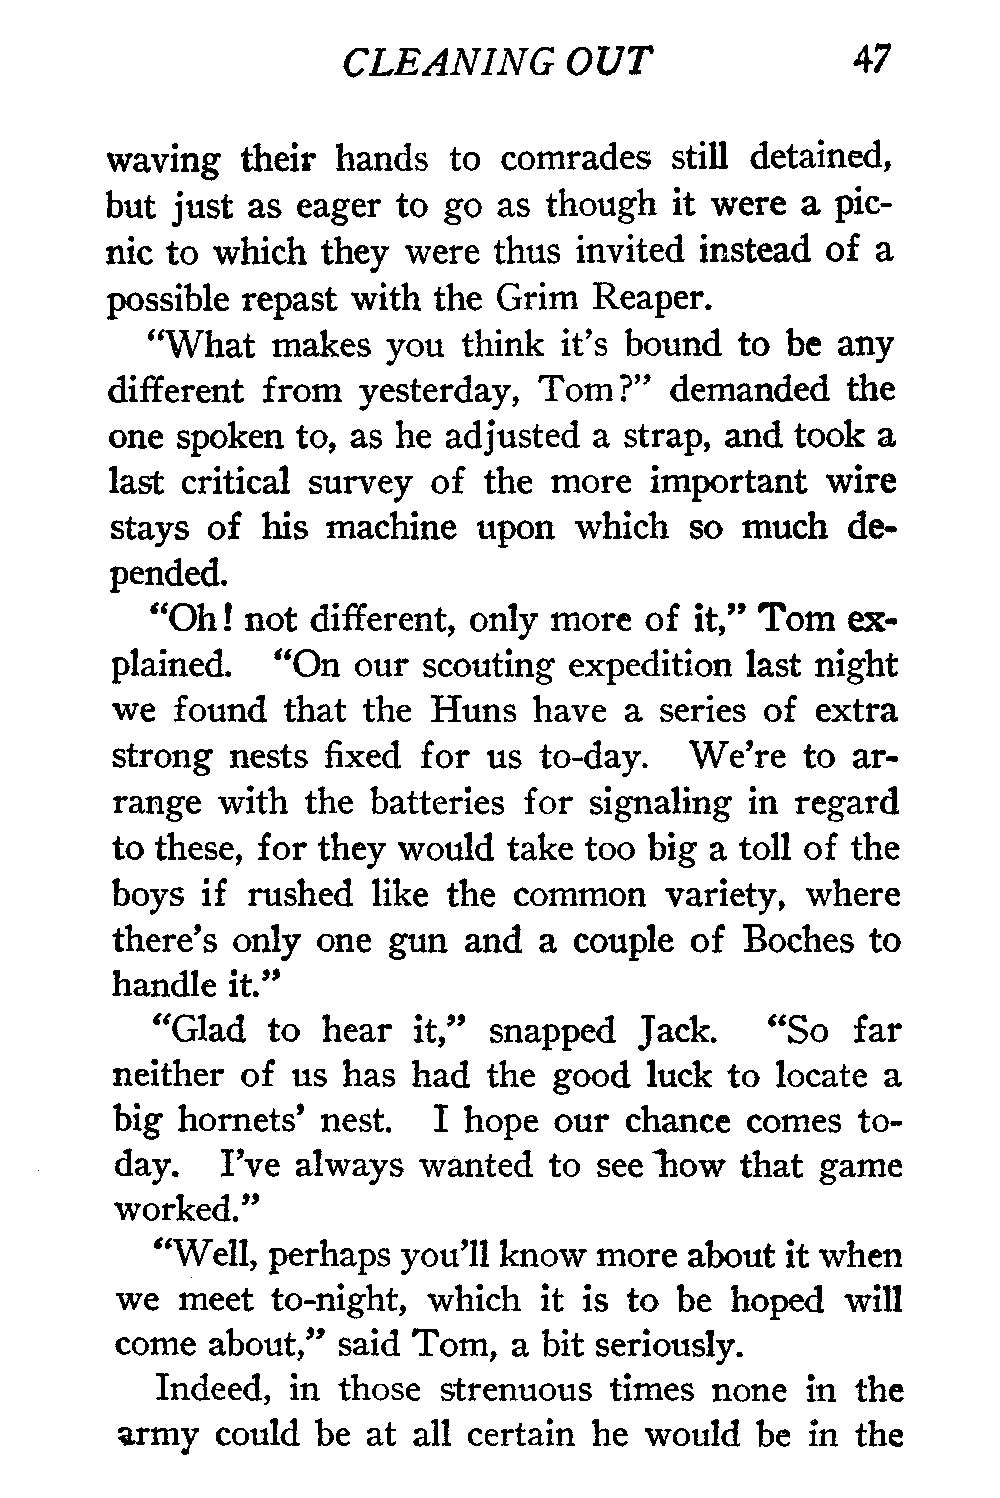 CLEANING OUT 47
waving their hands to comrades still detained,
but just as eager to go as though it were a pic-
nic to which they were thus invited instead of a
possible repast with the Grim Reaper.
“What makes you think it’s bound to be any
different from yesterday, Tom?” demanded the
one spoken to, as he adjusted a strap, and took a
last critical survey of the more important wire
stays of his machine upon which so much de-
pended.
“Oh! not different, only more of it,” Tom ex-
plained. “On our scouting expedition last night
we found that the Huns have a series of extra
strong nests fixed for us to-day. We’re to ar-
range with the batteries for signaling in regard
to these, for they would take too big a toll of the
boys if rushed like the common variety, where
there’s only one gun and a couple of Boches to
handle it.”
“Glad to hear it,” snapped Jack. “So far
neither of us has had the good luck to locate a
big hornets’ nest. I hope our chance comes to-
day. I’ve always wanted to see how that game
worked.”
“Well, perhaps you’ll know more about it when
we meet to-night, which it is to be hoped will
come about,” said Tom, a bit seriously.
Indeed, in those strenuous times none in the
army could be at all certain he would be in the